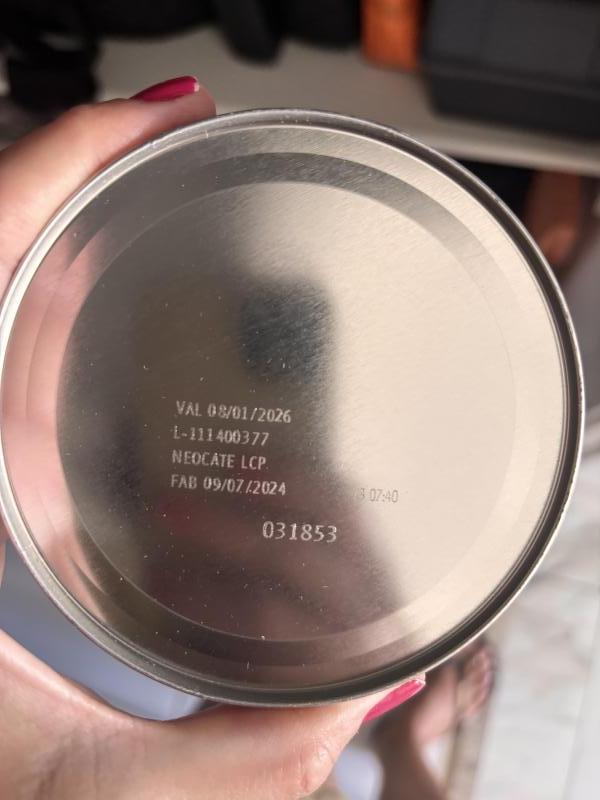 VAL 08/01/2026
L-111400377
NEOCATE LCP
FAB 09/07/2024
07:40
031853